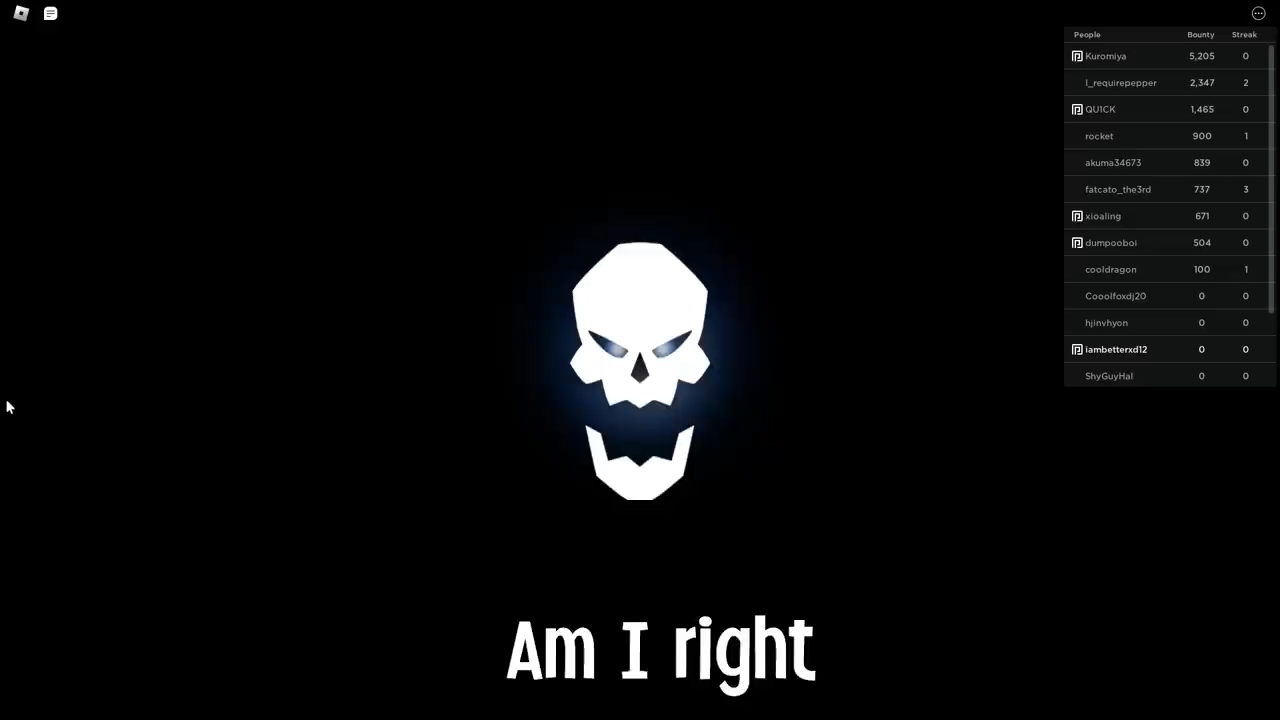 People Bounty Streak
Kuromiya 5,205 0
I_requirepepper 2,347 2
QU1CK 1,465 0
rocket 900 1
akuma34673 839 0
fatcato_the3rd 737 3
xioaling 671 0
dumpooboi 504 0
cooldragon 100 1
Cooolfoxdj20 0 0
hjinvhyon 0 0
iambetterxd12 0 0
ShyGuyHal 0 0
Am I right